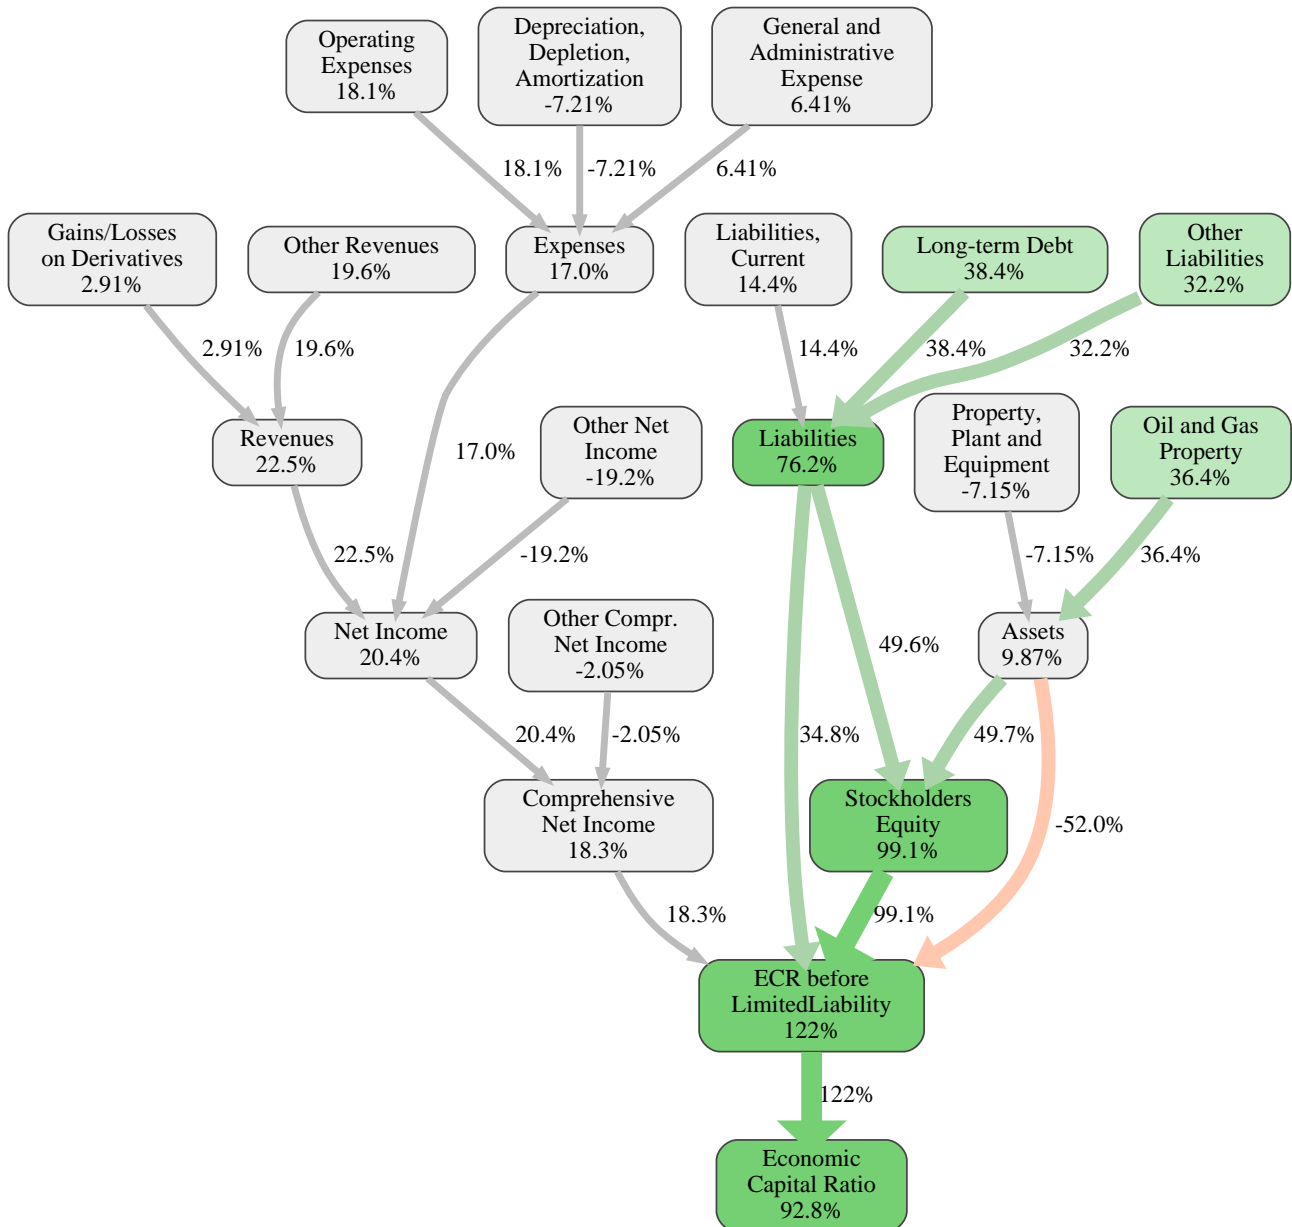 Operating
Expenses
18.1%
Depreciation,
Depletion,
Amortization
-7.21%
General and
Administrative
Expense
6.41%
18.1%
-7.21%
6.41%
Gains/Losses
on Derivatives
2.91%
Other Revenues
19.6%
Expenses
17.0%
Liabilities,
Current
14.4%
Long-term Debt
38.4%
Other
Liabilities
32.2%
2.91%
19.6%
14.4%
38.4%
32.2%
Revenues
22.5%
17.0%
Other Net
Income
-19.2%
Liabilities
76.2%
Property,
Plant and
Equipment
-7.15%
Oil and Gas
Property
36.4%
22.5%
-19.2%
-7.15%
36.4%
Net Income
20.4%
Other Compr.
Net Income
-2.05%
49.6%
Assets
9.87%
20.4%
-2.05%
34.8%
49.7%
Comprehensive
Net Income
18.3%
Stockholders
Equity
99.1%
-52.0%
18.3%
99.1%
ECR before
LimitedLiability
122%
122%
Economic
Capital Ratio
92.8%